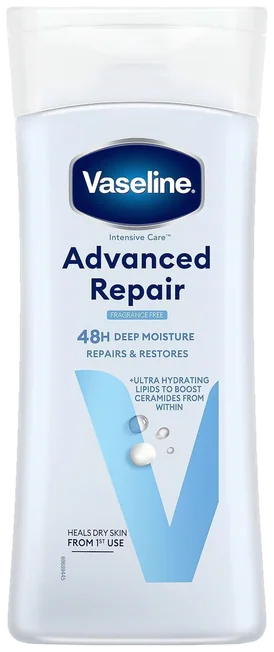 Vaseline.
Intensive Care™
Advanced
Repair
FRAGRANCE FREE
48H DEEP MOISTURE
REPAIRS & RESTORES
+ULTRA HYDRATING
LIPIDS TO BOOST
CERAMIDES FROM
WITHIN
HEALS DRY SKIN
FROM 1ST USE